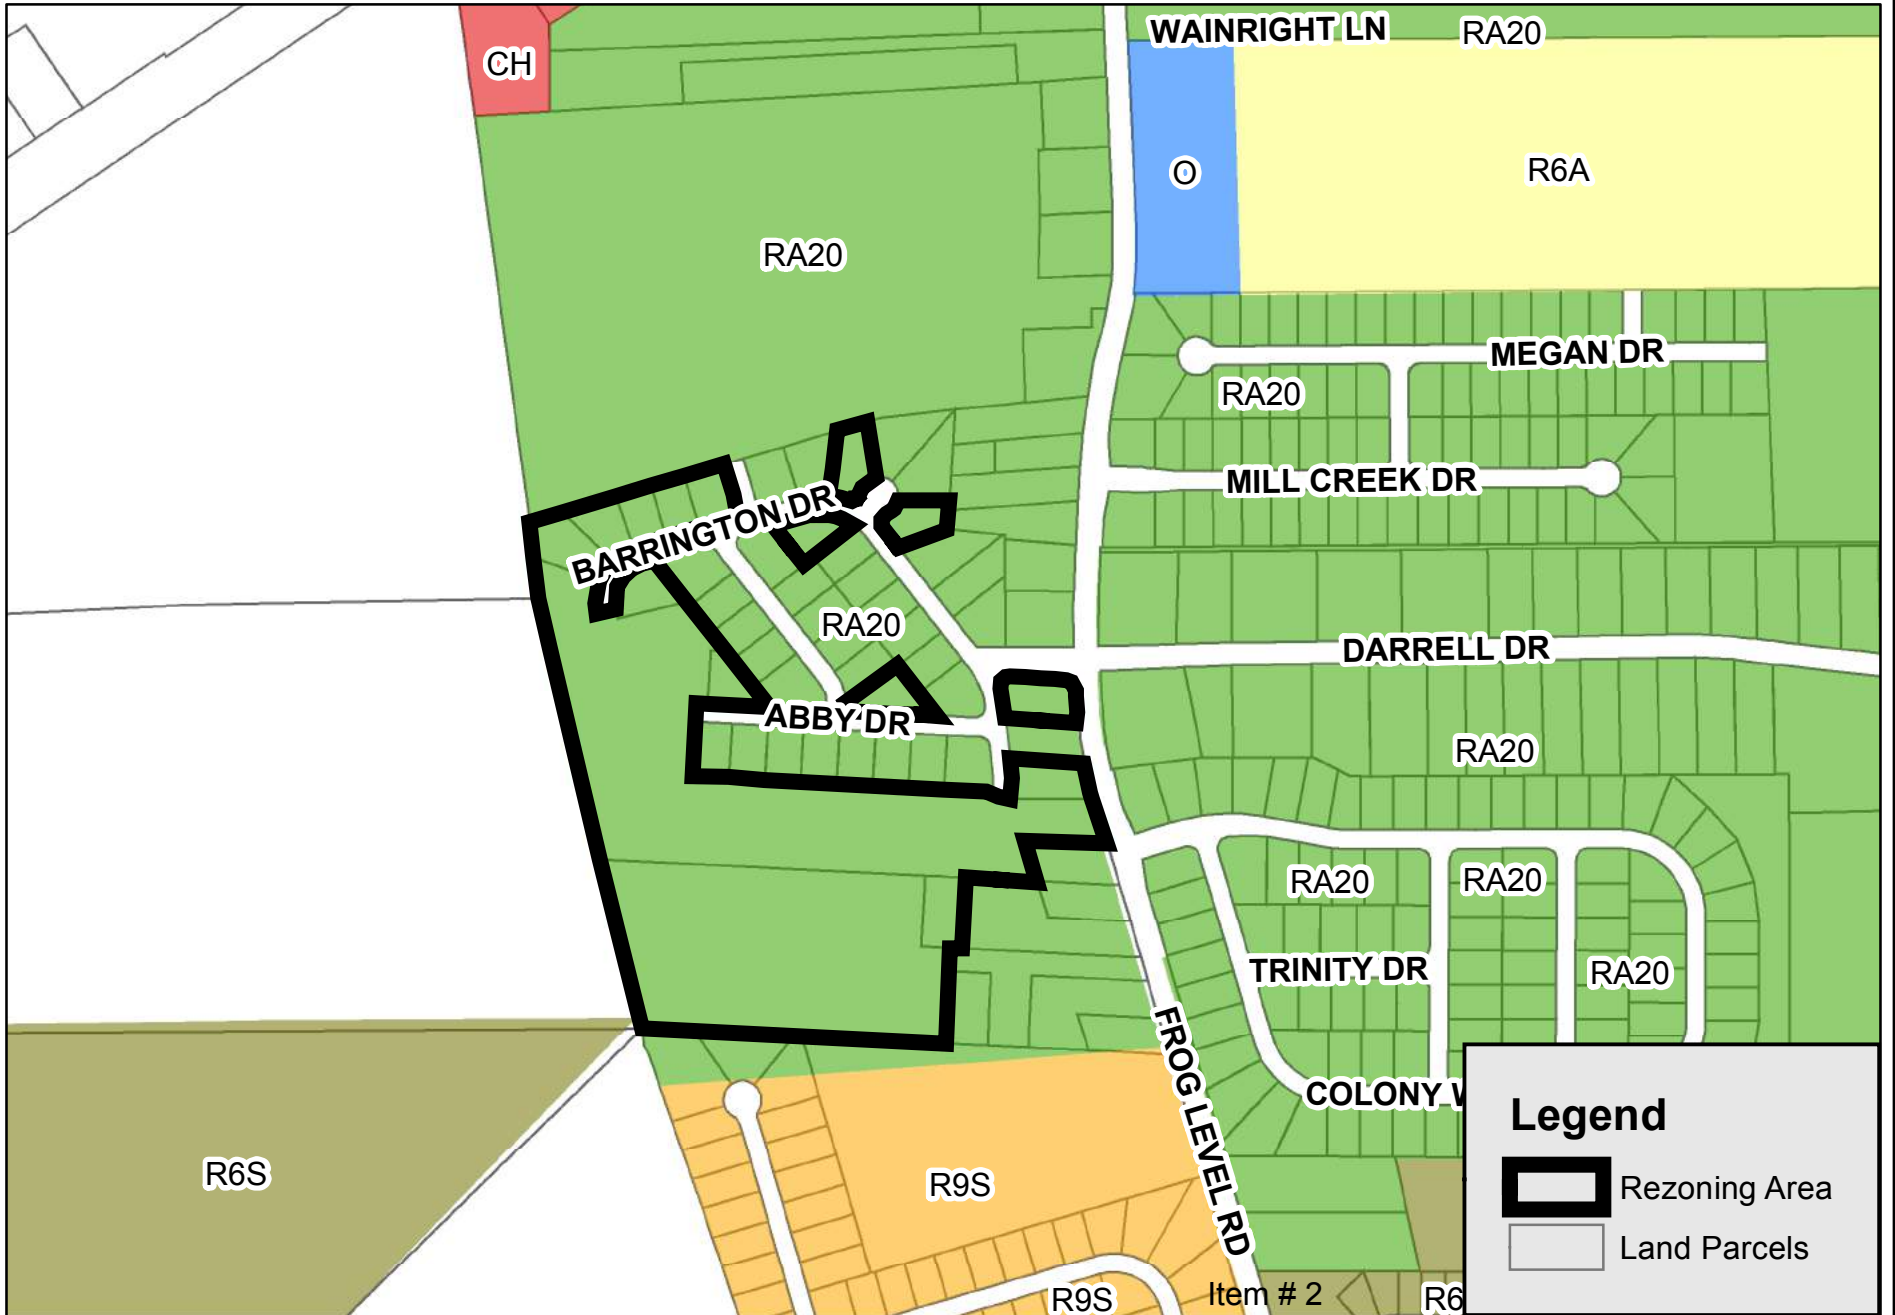 WAINRIGHT LN
RA20
CH
O
R6A
RA20
MEGAN DR
RA20
MILL CREEK DR
BARRINGTON DR
RA20
DARRELL DR
ABBY DR
RA20
RA20
RA20
TRINITY DR
RA20
FROG LEVEL RD
COLONY W
R6S
R9S
R9S
Item # 2
R6
Legend
Rezoning Area
Land Parcels